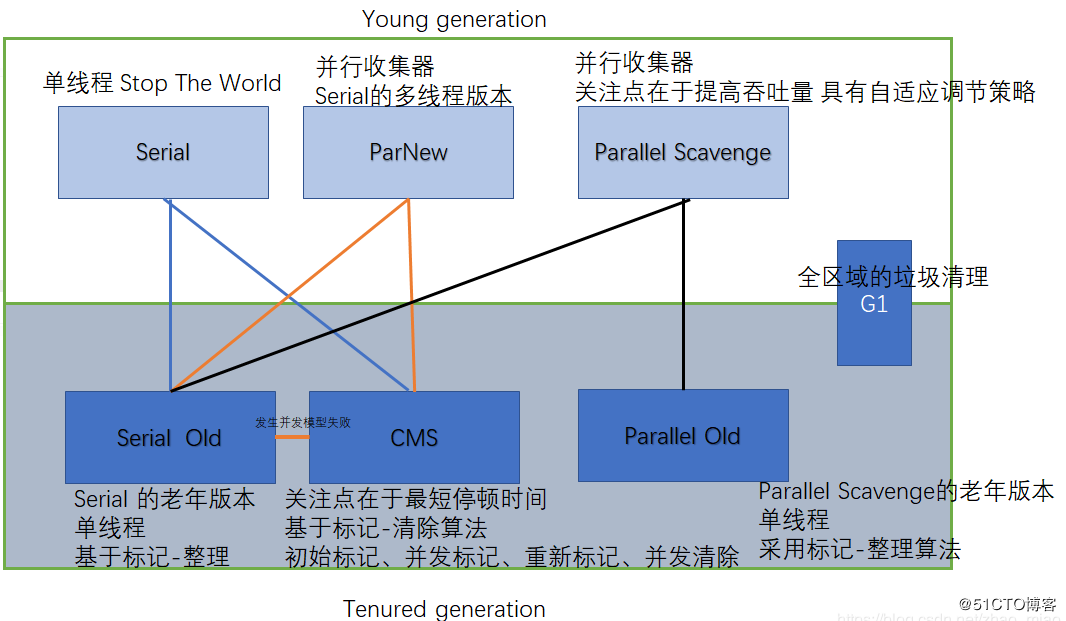 Young generation
单线程 Stop The World
并行收集器
Serial的多线程版本
并行收集器
关注点在于提高吞吐量 具有自适应调节策略
Serial
ParNew
Parallel Scavenge
全区域的垃圾清理
G1
发生并发模型失败
Serial Old
CMS
Parallel Old
Serial 的老年版本
单线程
基于标记-整理
关注点在于最短停顿时间
基于标记-清除算法
初始标记、并发标记、重新标记、并发清除
Parallel Scavenge的老年版本
单线程
采用标记-整理算法
Tenured generation
@51CTO博客
https://blog.csdn.net/zhao_miao